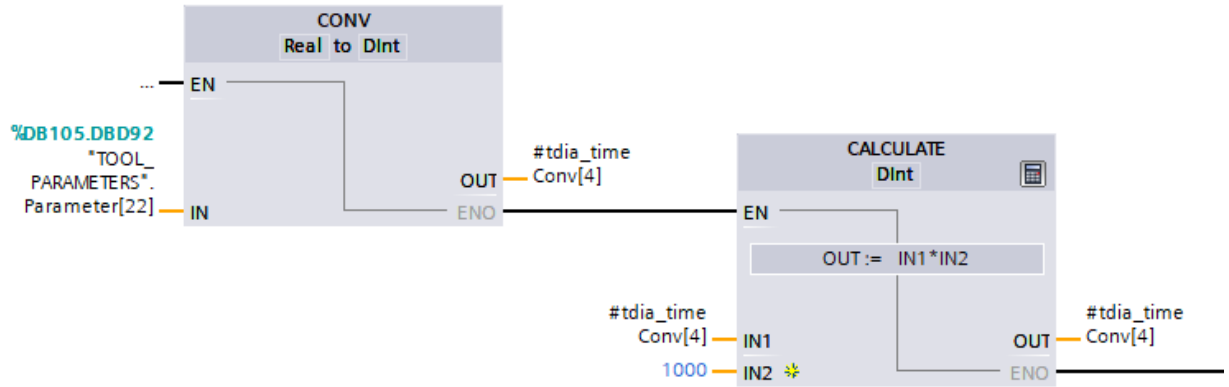 CONV
Real to DInt
... EN
%DB105.DBD92
"TOOL_
PARAMETERS".
Parameter[22] IN
#tdia_time
OUT Conv[4]
ENO
CALCULATE
DInt
EN
OUT := IN1*IN2
#tdia_time
Conv[4] IN1
1000 IN2
#tdia_time
OUT Conv[4]
ENO